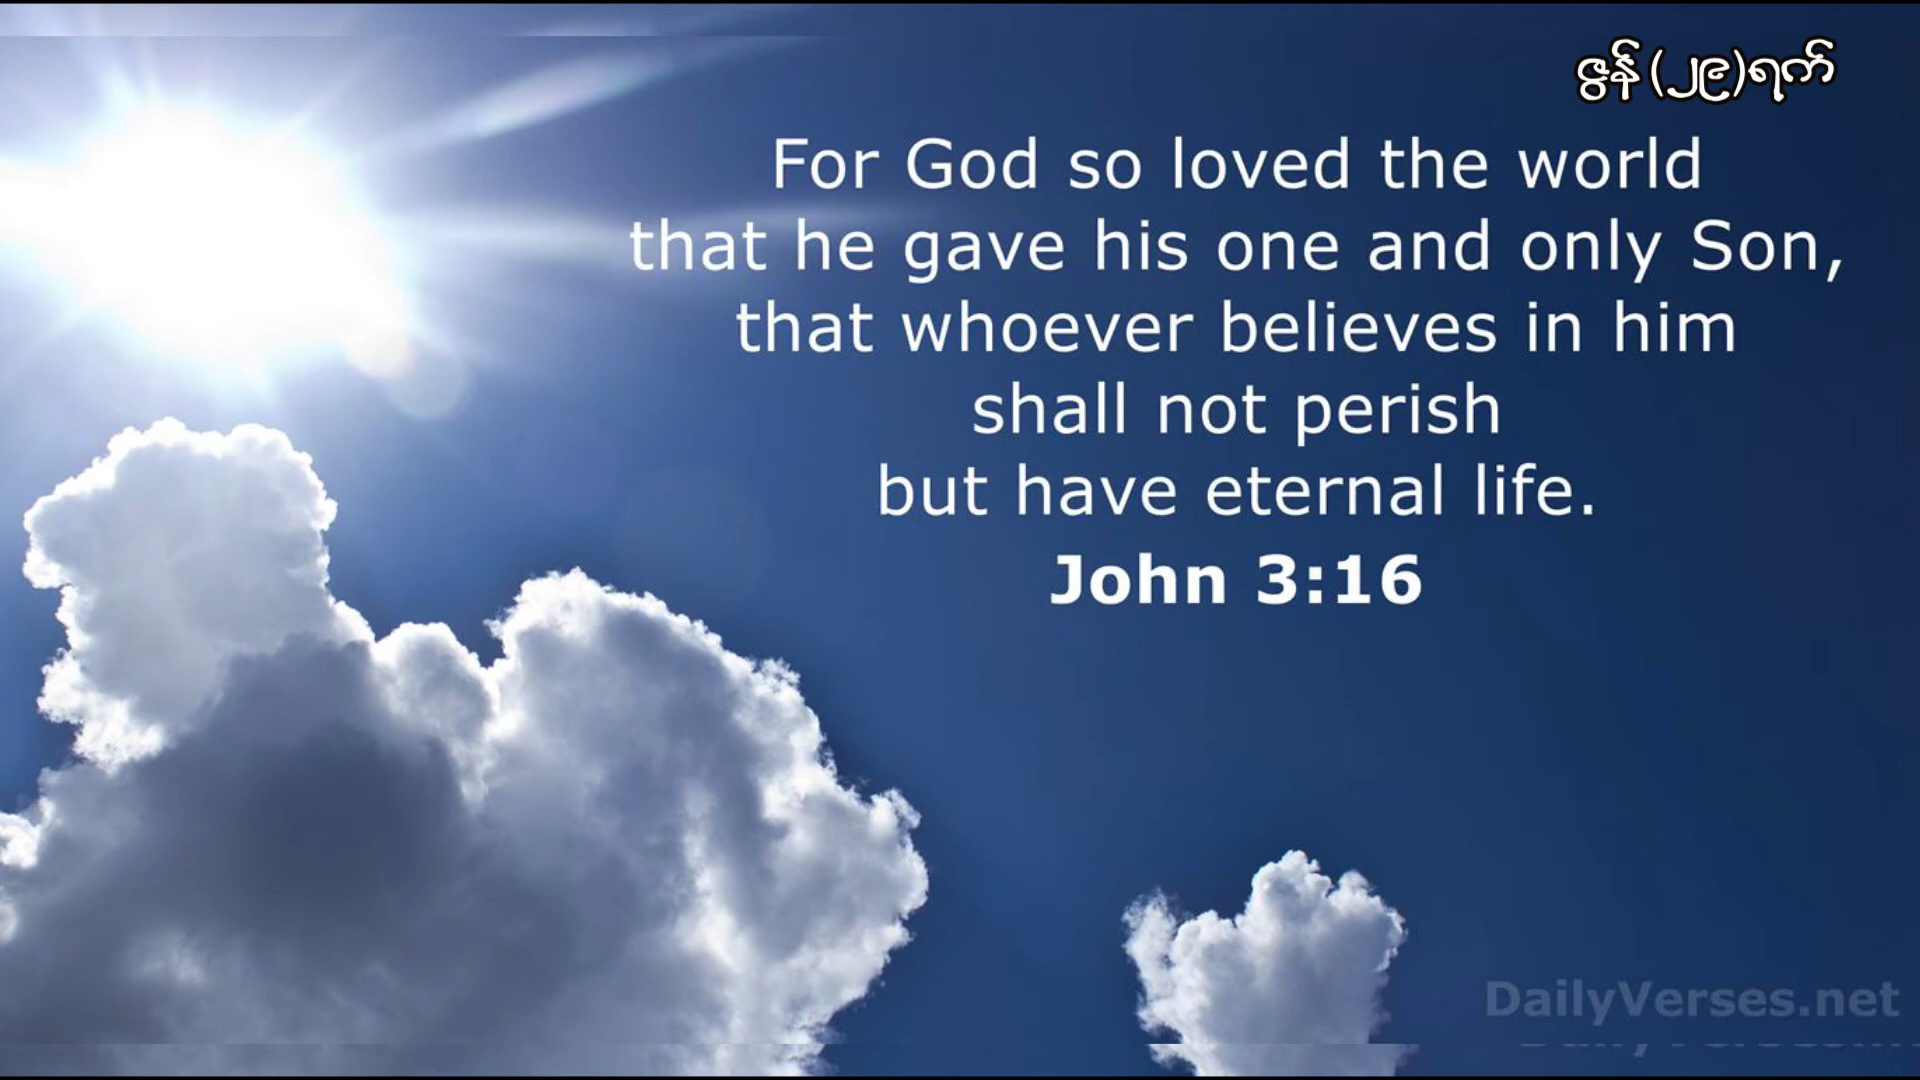 ဇွန်(၂၉)ရက်
For God so loved the world
that he gave his one and only Son,
that whoever believes in him
shall not perish
but have eternal life.
John 3:16
DailyVerses.net